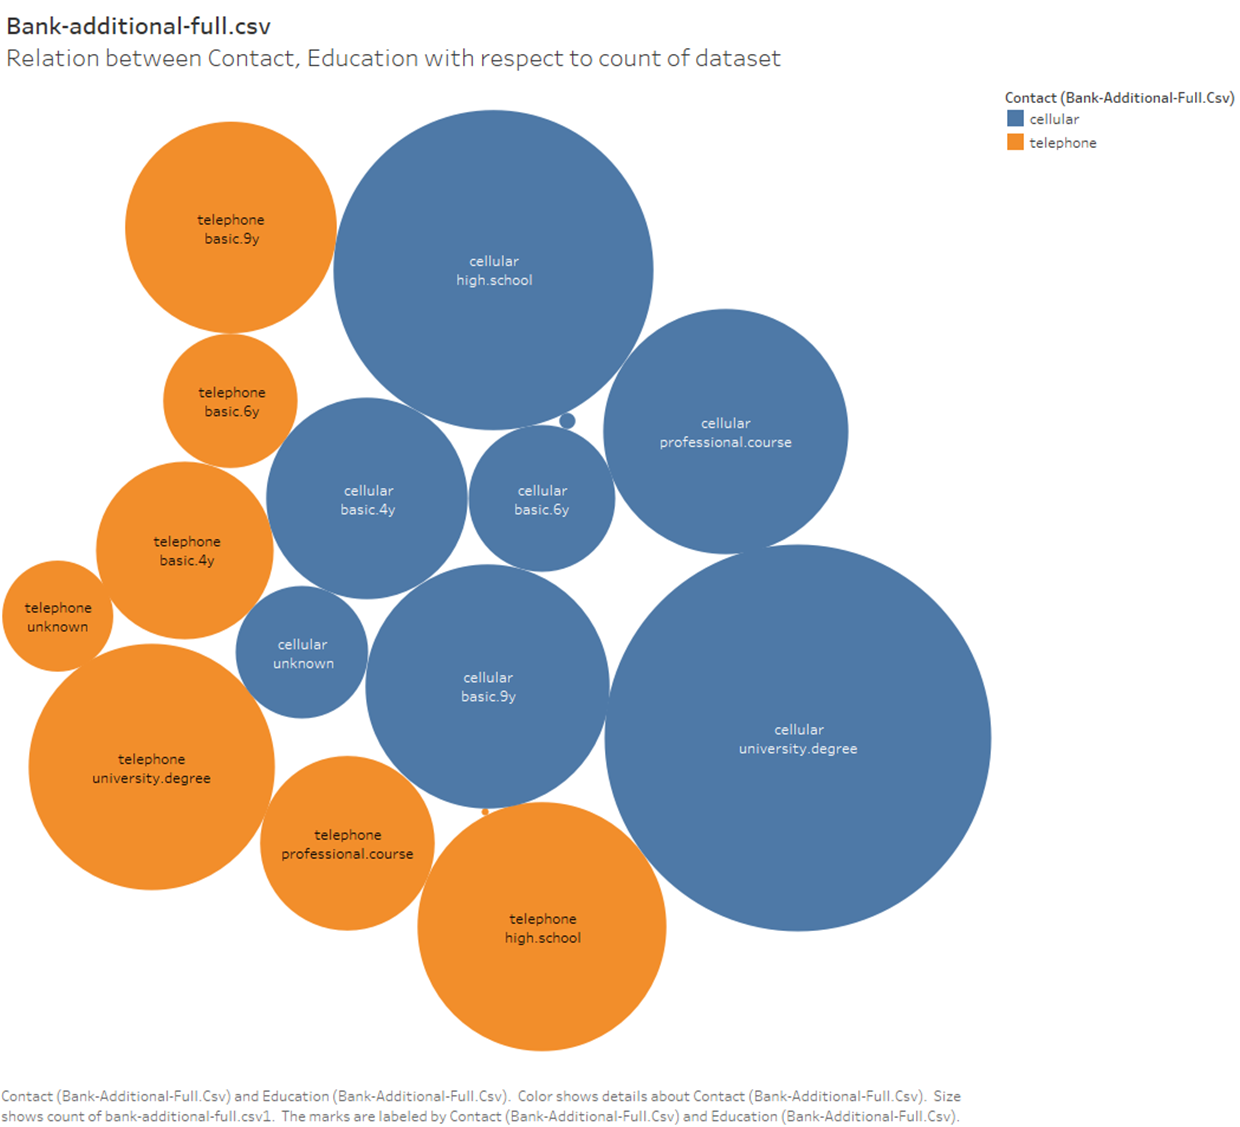 Bank-additional-full.csv
Relation between Contact, Education with respect to count of dataset
Contact (Bank-Additional-Full.Csv)
cellular
telephone
telephone
basic.9y
cellular
high.school
telephone
basic.6y
cellular
professional.course
cellular
basic.4y
cellular
basic.6y
telephone
basic.4y
telephone
unknown
cellular
unknown
cellular
basic.9y
cellular
university.degree
telephone
university.degree
telephone
professional.course
telephone
high.school
Contact (Bank-Additional-Full.Csv) and Education (Bank-Additional-Full.Csv). Color shows details about Contact (Bank-Additional-Full.Csv). Size
shows count of bank-additional-full.csv1. The marks are labeled by Contact (Bank-Additional-Full.Csv) and Education (Bank-Additional-Full.Csv).